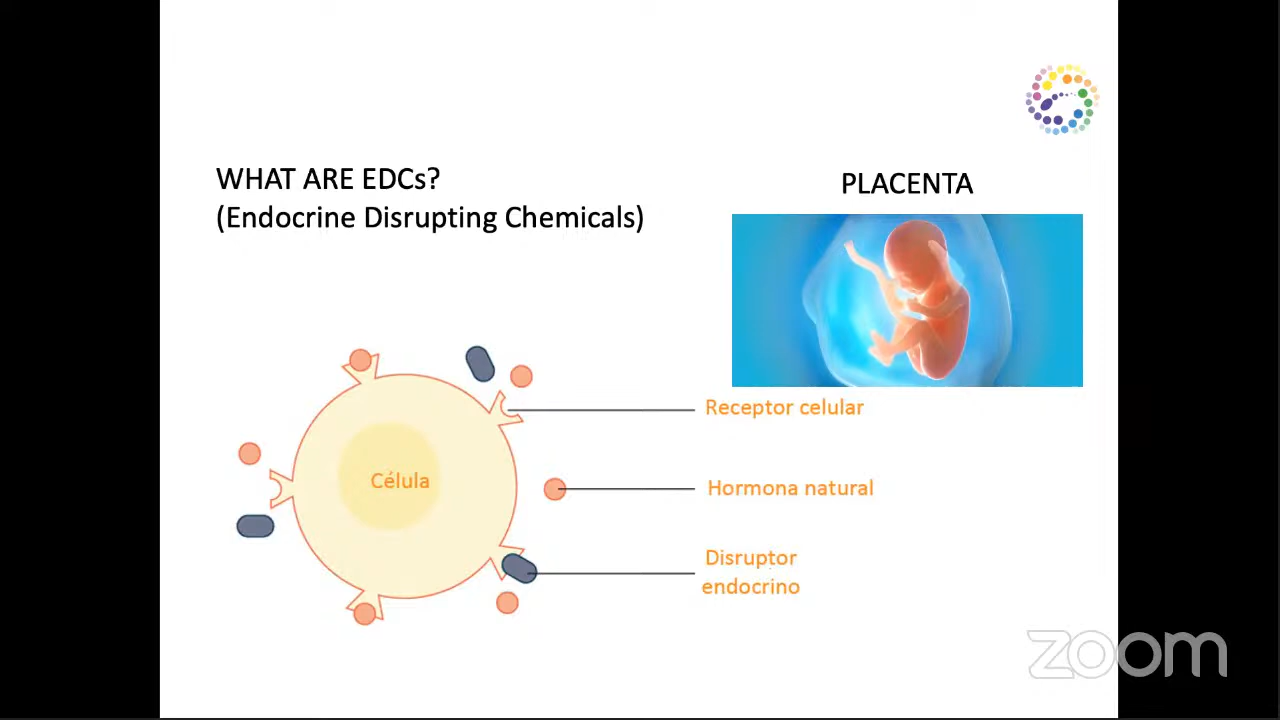 WHAT ARE EDCs?
(Endocrine Disrupting Chemicals)
PLACENTA
Receptor celular
Célula
Hormona natural
Disruptor
endocrino
zoom